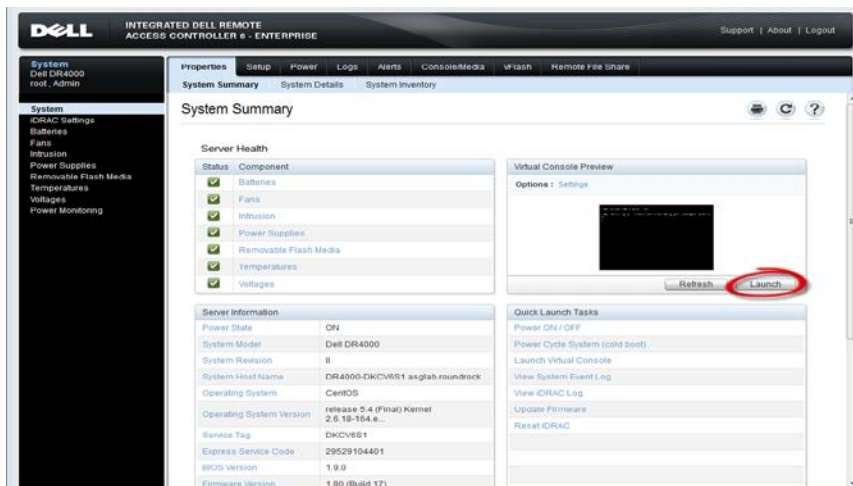 DELL
INTEGRATED DELL REMOTE
ACCESS CONTROLLER 6 - ENTERPRISE
Support | About | Logout
System
Dell DR4000
root , Admin
Properties Setup Power Logs Alerts Console/Media vFlash Remote File Share
System Summary System Details System Inventory
System
iDRAC Settings
Batteries
Fans
Intrusion
Power Supplies
Removable Flash Media
Temperatures
Voltages
Power Monitoring
System Summary
Server Health
Status Component
Batteries
Fans
Intrusion
Power Supplies
Removable Flash Media
Temperatures
Voltages
Virtual Console Preview
Options : Settings
Refresh Launch
Server Information
Power State ON
System Model Dell DR4000
System Revision II
System Host Name DR4000-DKCV6S1.asglab.roundrock
Operating System CentOS
Operating System Version release 5.4 (Final) Kernel
2.6.18-164.e...
Service Tag DKCV6S1
Express Service Code 29529104401
BIOS Version 1.9.0
Firmware Version 1.80 (Build 17)
Quick Launch Tasks
Power ON / OFF
Power Cycle System (cold boot)
Launch Virtual Console
View System Event Log
View iDRAC Log
Update Firmware
Reset iDRAC